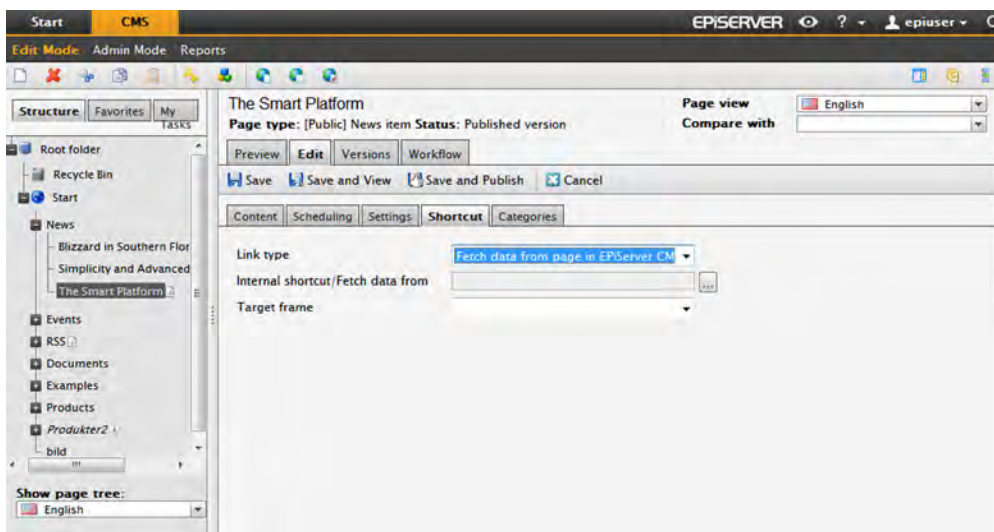 Start CMS EPiSERVER ? epiuser
Edit Mode Admin Mode Reports
Structure Favorites My Tasks
The Smart Platform
Page type: [Public] News item Status: Published version
Page view English
Compare with
Preview Edit Versions Workflow
Save Save and View Save and Publish Cancel
Content Scheduling Settings Shortcut Categories
Link type Fetch data from page in EPiServer CM
Internal shortcut/Fetch data from ...
Target frame
Root folder
Recycle Bin
Start
News
Blizzard in Southern Flor
Simplicity and Advanced
The Smart Platform
Events
RSS
Documents
Examples
Products
Produkter2
bild
Show page tree:
English